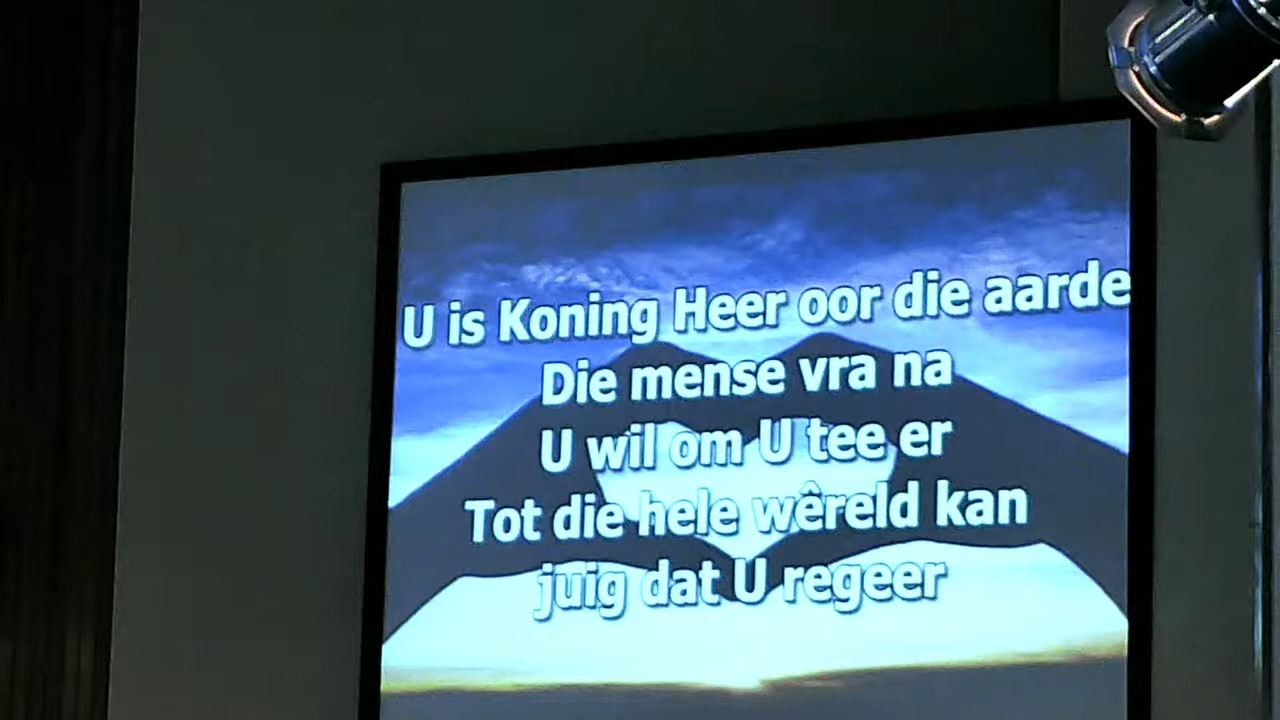 U is Koning Heer oor die aarde
Die mense vra na
U wil om U tee er
Tot die hele wêreld kan
juig dat U regeer